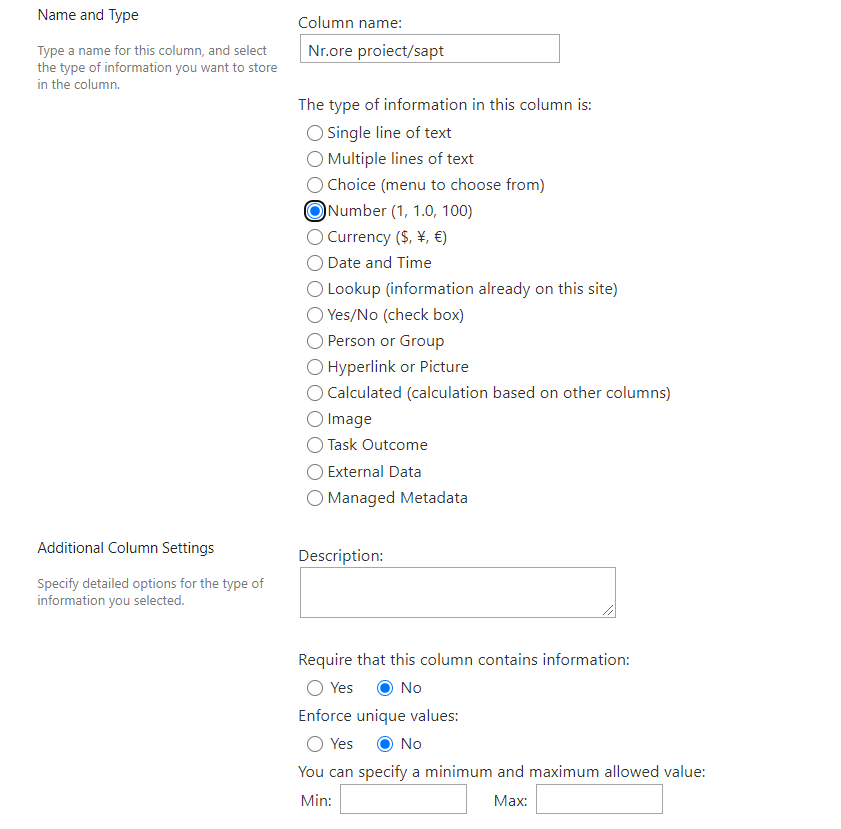 Name and Type
Type a name for this column, and select
the type of information you want to store
in the column.
Column name:
Nr.ore proiect/sapt
The type of information in this column is:
Single line of text
Multiple lines of text
Choice (menu to choose from)
Number (1, 1.0, 100)
Currency ($, ¥, €)
Date and Time
Lookup (information already on this site)
Yes/No (check box)
Person or Group
Hyperlink or Picture
Calculated (calculation based on other columns)
Image
Task Outcome
External Data
Managed Metadata
Additional Column Settings
Specify detailed options for the type of
information you selected.
Description:
Require that this column contains information:
Yes No
Enforce unique values:
Yes No
You can specify a minimum and maximum allowed value:
Min: Max: